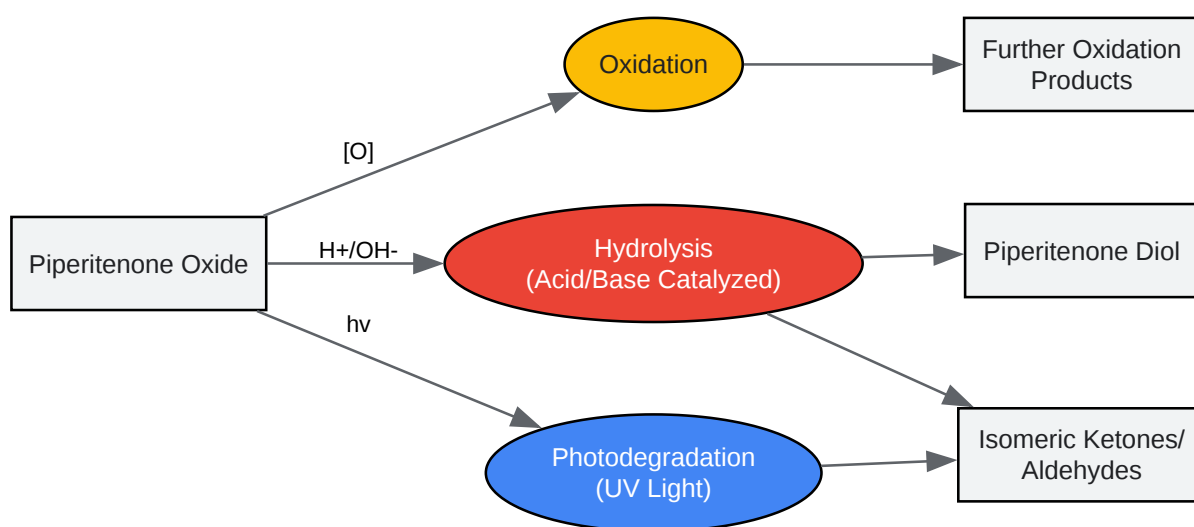 Oxidation
Further Oxidation
Products
[O]
Piperitenone Oxide
H+/OH-
Hydrolysis
(Acid/Base Catalyzed)
Piperitenone Diol
hv
Photodegradation
(UV Light)
Isomeric Ketones/
Aldehydes